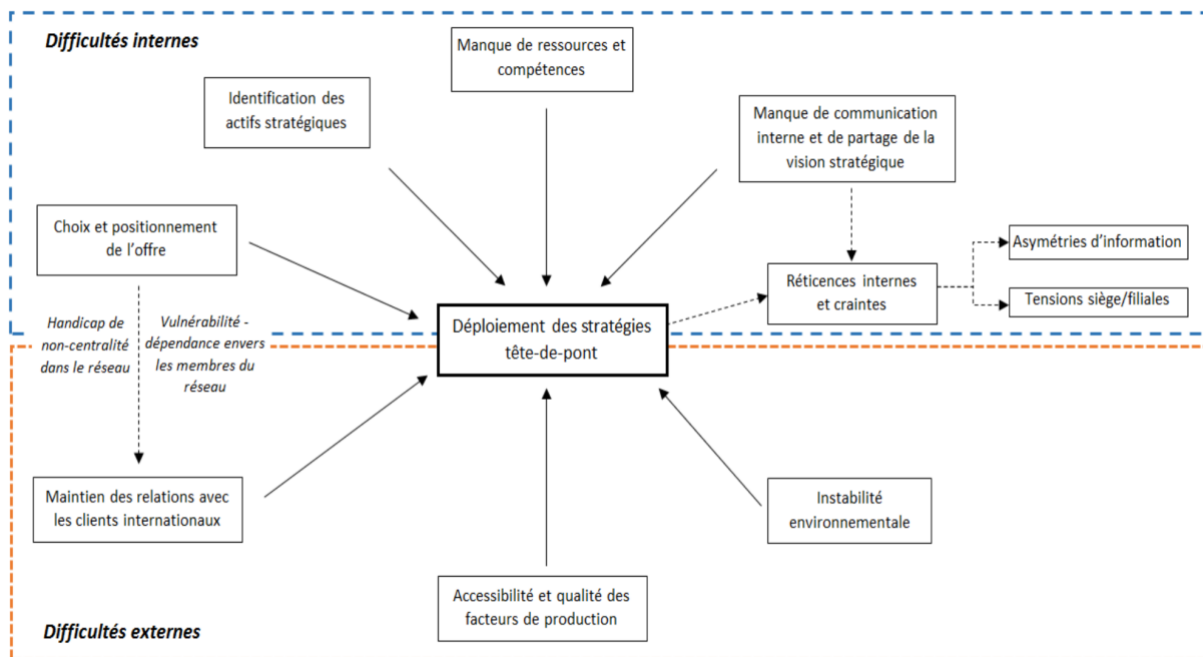 Difficultés internes
Manque de ressources et
compétences
Identification des
actifs stratégiques
Manque de communication
interne et de partage de la
vision stratégique
Choix et positionnement
de l’offre
Asymétries d’information
Réticences internes
et craintes
Tensions siège/filiales
Déploiement des stratégies
tête-de-pont
Handicap de
non-centralité
dans le réseau
Vulnérabilité -
dépendance envers
les membres du
réseau
Maintien des relations avec
les clients internationaux
Instabilité
environnementale
Accessibilité et qualité des
facteurs de production
Difficultés externes